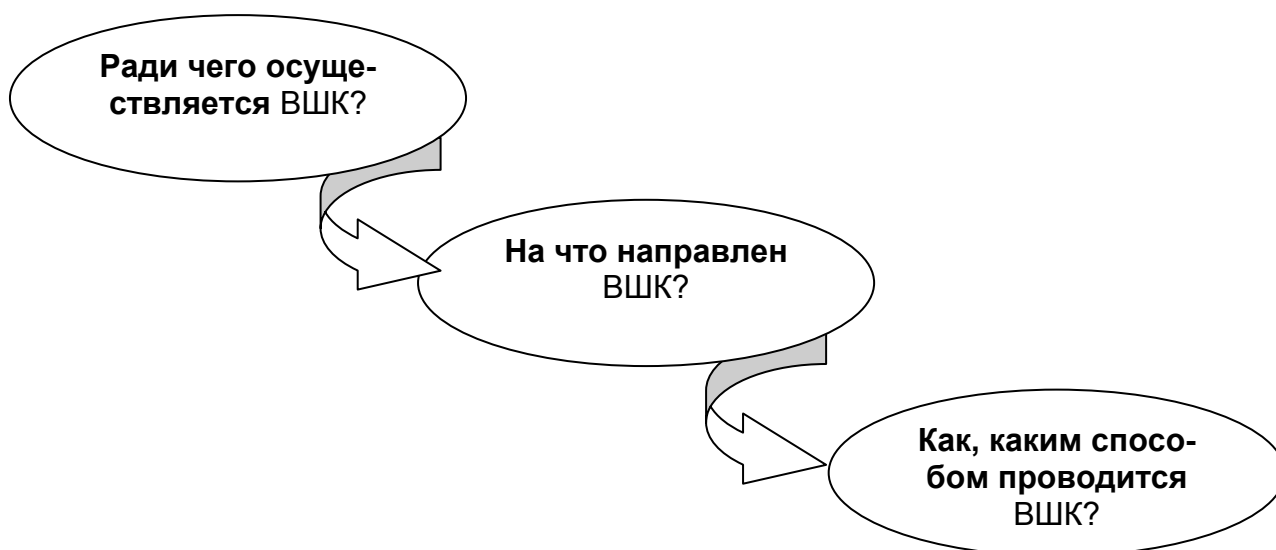 Ради чего осуще-
ствляется ВШК?
На что направлен
ВШК?
Как, каким спосо-
бом проводится
ВШК?